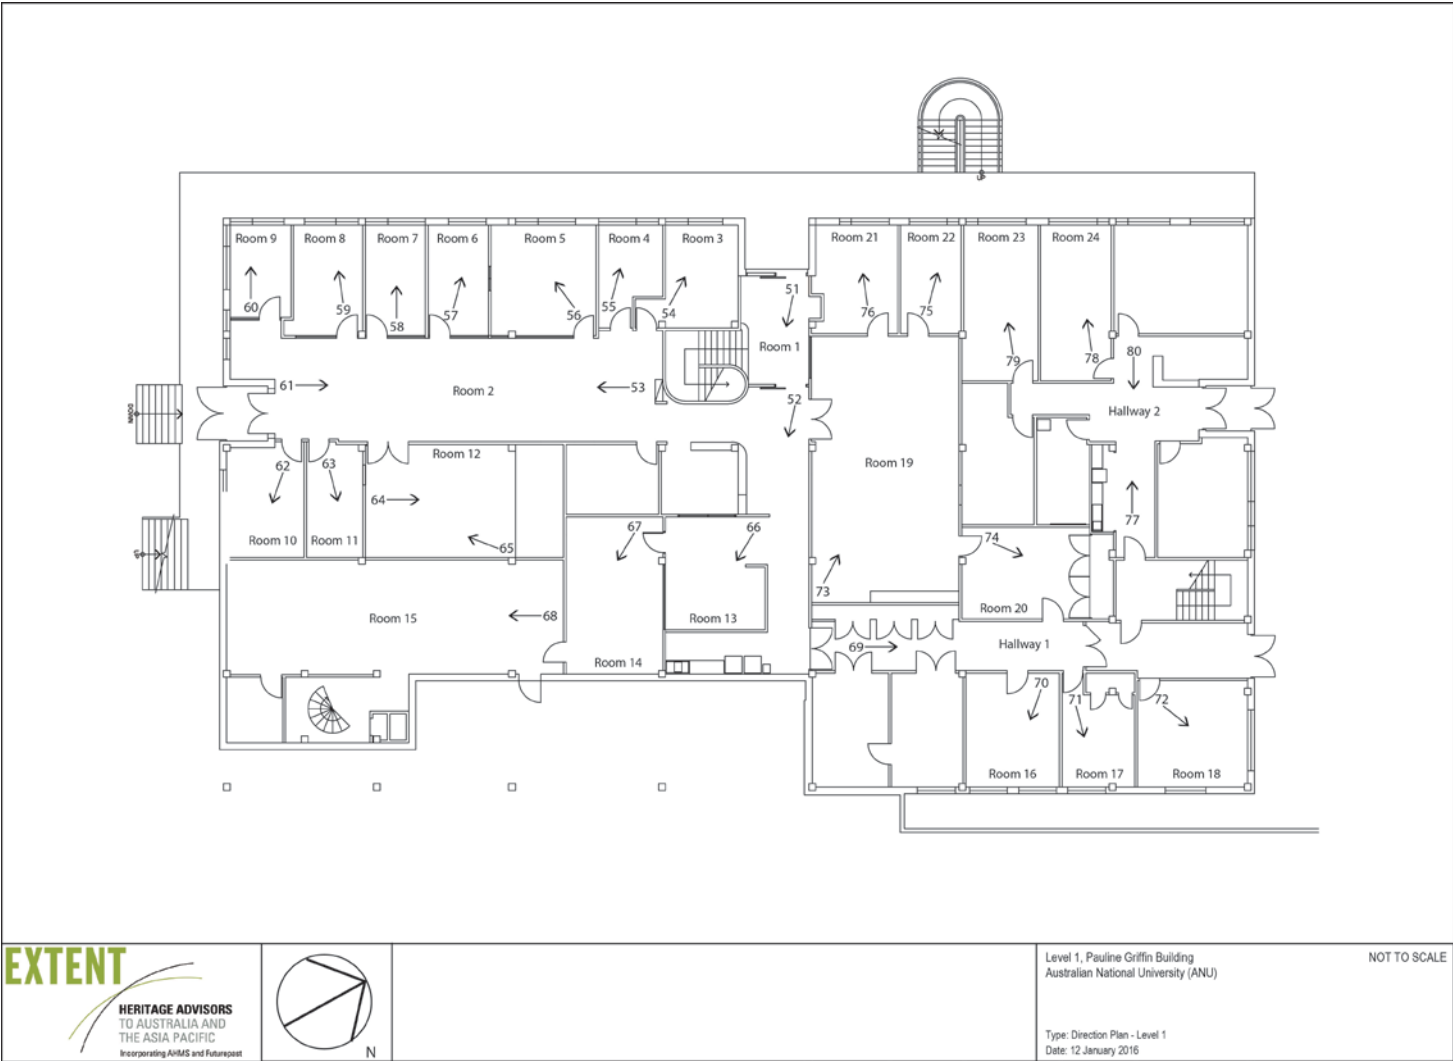 Room 9
Room 8
Room 7
Room 6
Room 5
Room 4
Room 3
Room 21
Room 22
Room 23
Room 24
60
59
58
57
56
55
54
51
76
75
79
78
80
Room 1
61
Room 2
53
52
Hallway 2
DOWN
62
63
Room 12
64
Room 19
65
67
66
77
74
Room 10
Room 11
73
Room 15
68
Room 13
Room 20
Room 14
69
Hallway 1
70
71
72
Room 16
Room 17
Room 18
EXTENT
HERITAGE ADVISORS
TO AUSTRALIA AND
THE ASIA PACIFIC
Incorporating AHMS and Futurepast
N
Level 1, Pauline Griffin Building
Australian National University (ANU)
NOT TO SCALE
Type: Direction Plan - Level 1
Date: 12 January 2016